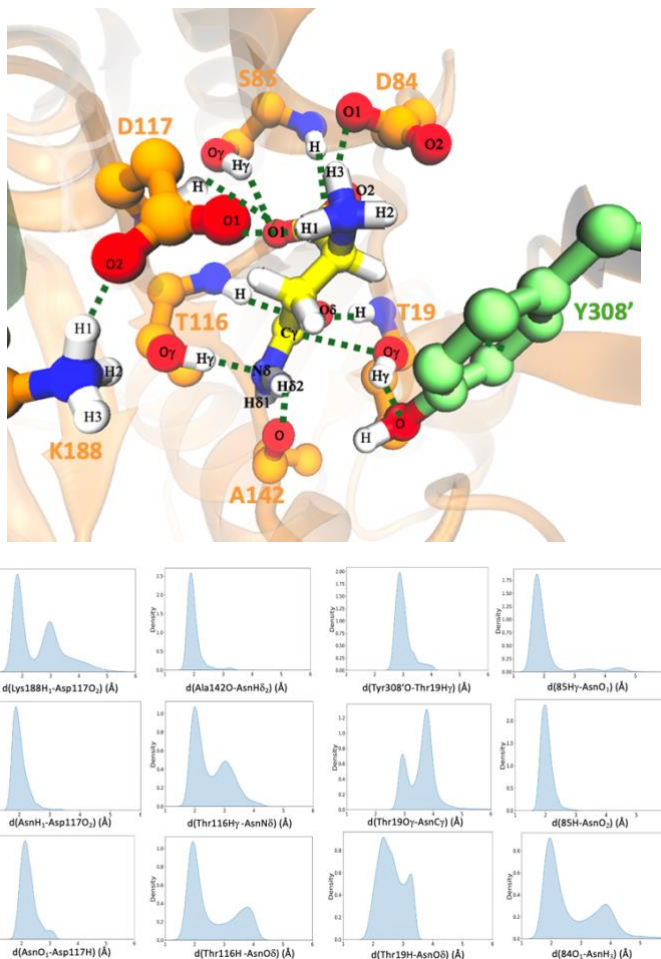 S85
D84
D117
O1
O2
H
Oγ
Hγ
H3
O2
H
O1
O1
H1
H2
O2
T116
H
Oδ
H
T19
Y308'
Cγ
H1
Oγ
Hγ
Nδ
Oγ
H2
Hδ2
Hγ
Hδ1
O
H3
H
K188
O
A142
Density
d(Lys188H1-Asp117O2) (Å)
d(Ala142O-AsnHδ2) (Å)
d(Tyr308'O-Thr19Hγ) (Å)
d(85Hγ-AsnO1) (Å)
d(AsnH1-Asp117O2) (Å)
d(Thr116Hγ-AsnNδ) (Å)
d(Thr19Oγ-AsnCγ) (Å)
d(85H-AsnO2) (Å)
d(AsnO1-Asp117H) (Å)
d(Thr116H-AsnOδ) (Å)
d(Thr19H-AsnOδ) (Å)
d(84O1-AsnH3) (Å)